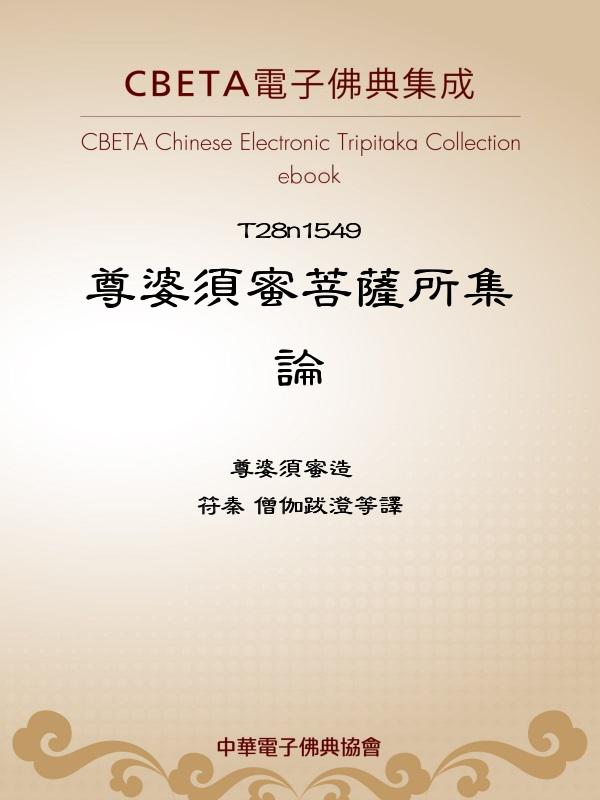 CBETA電子佛典集成
CBETA Chinese Electronic Tripitaka Collection
ebook
T28n1549
尊婆須蜜菩薩所集
論
尊婆須蜜造
苻秦 僧伽跋澄等譯
中華電子佛典協會